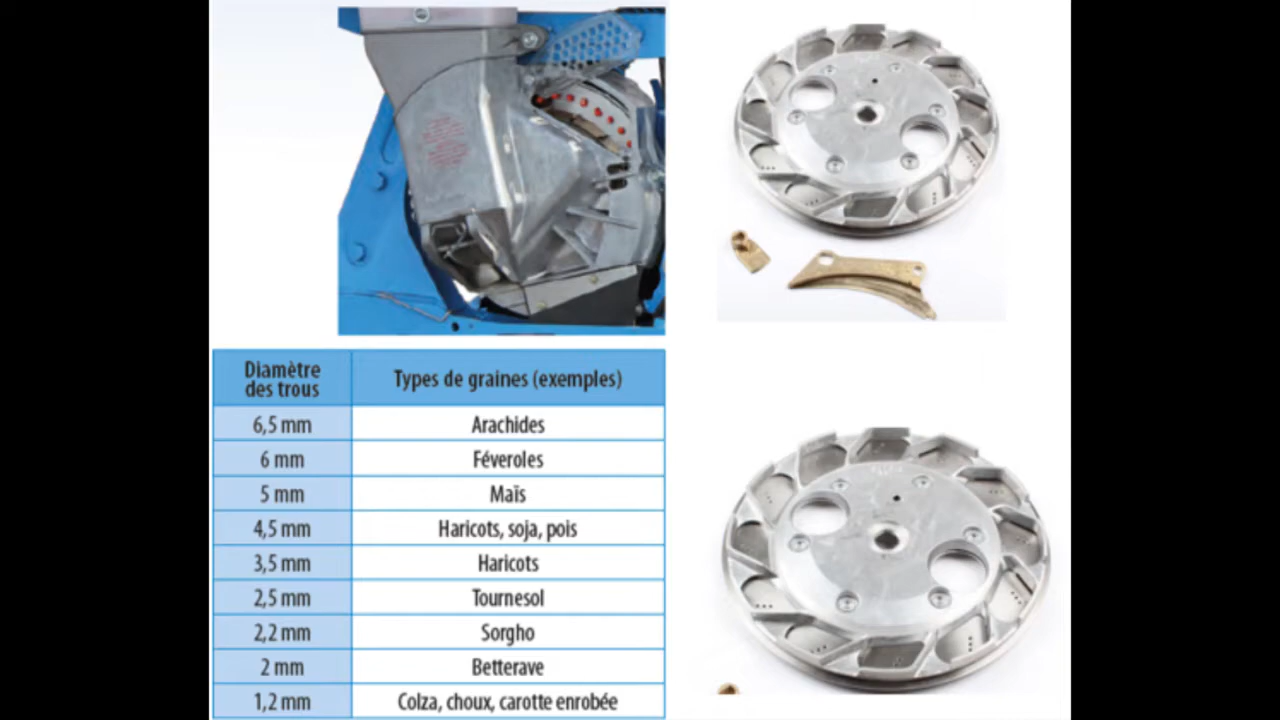 Diamètre
des trous
Types de graines (exemples)
6,5 mm Arachides
6 mm Féveroles
5 mm Maïs
4,5 mm Haricots, soja, pois
3,5 mm Haricots
2,5 mm Tournesol
2,2 mm Sorgho
2 mm Betterave
1,2 mm Colza, choux, carotte enrobée